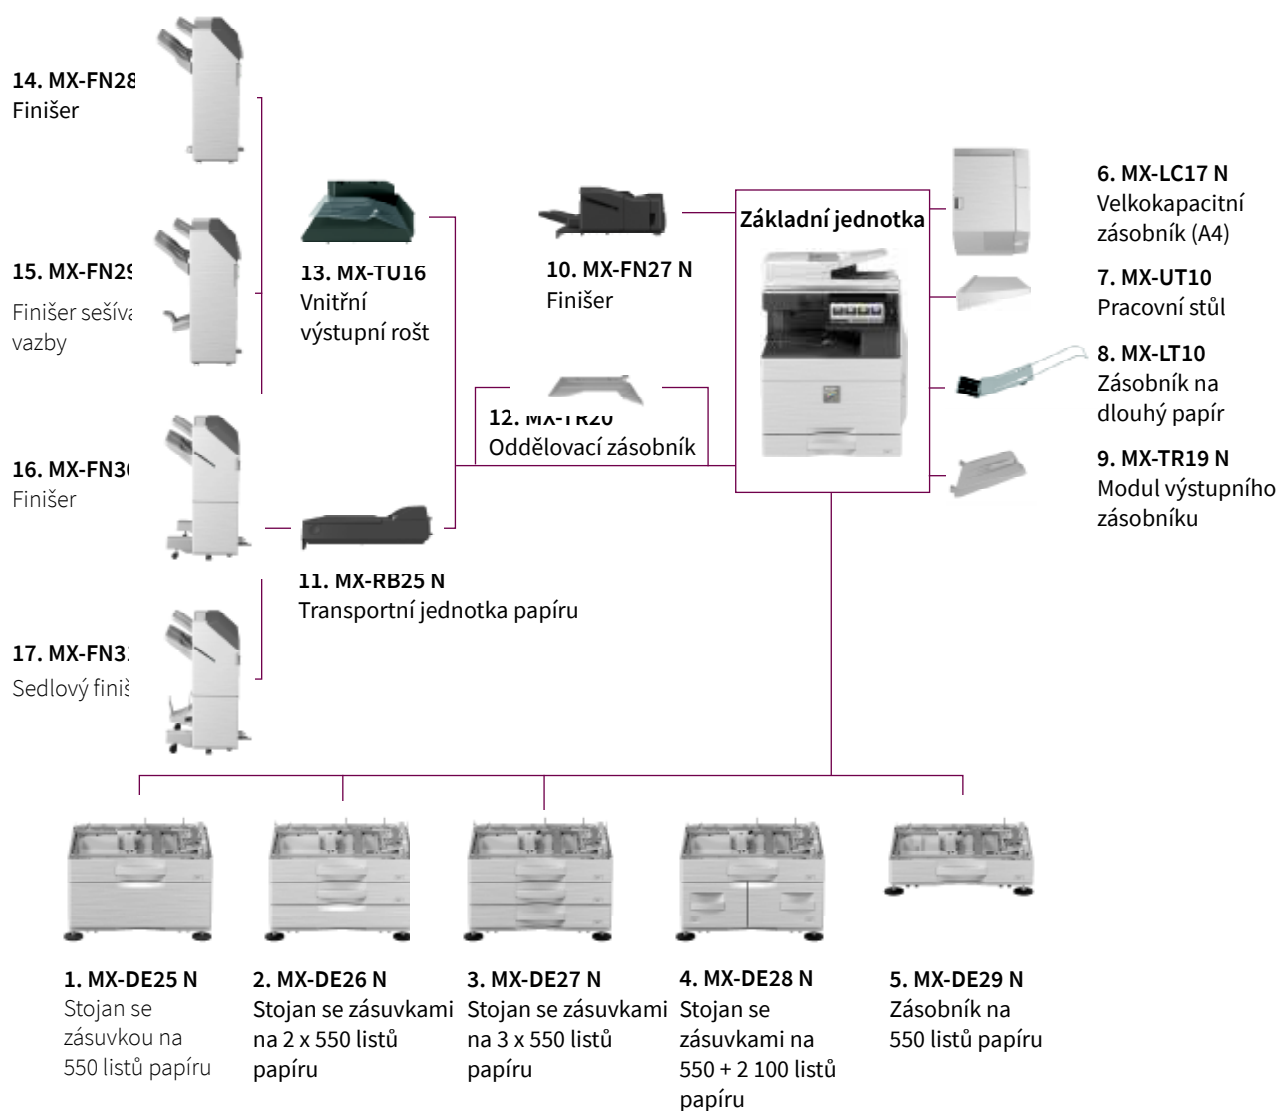 14. MX-FN28
Finišer
15. MX-FN29
Finišer sešív
vazby
16. MX-FN30
Finišer
17. MX-FN3
Sedlový finiš
13. MX-TU16
Vnitřní
výstupní rošt
10. MX-FN27 N
Finišer
12. MX-TR20
Oddělovací zásobník
11. MX-RB25 N
Transportní jednotka papíru
Základní jednotka
6. MX-LC17 N
Velkokapacitní
zásobník (A4)
7. MX-UT10
Pracovní stůl
8. MX-LT10
Zásobník na
dlouhý papír
9. MX-TR19 N
Modul výstupního
zásobníku
1. MX-DE25 N
Stojan se
zásuvkou na
550 listů papíru
2. MX-DE26 N
Stojan se zásuvkami
na 2 x 550 listů
papíru
3. MX-DE27 N
Stojan se zásuvkami
na 3 x 550 listů
papíru
4. MX-DE28 N
Stojan se
zásuvkami na
550 + 2 100 listů
papíru
5. MX-DE29 N
Zásobník na
550 listů papíru